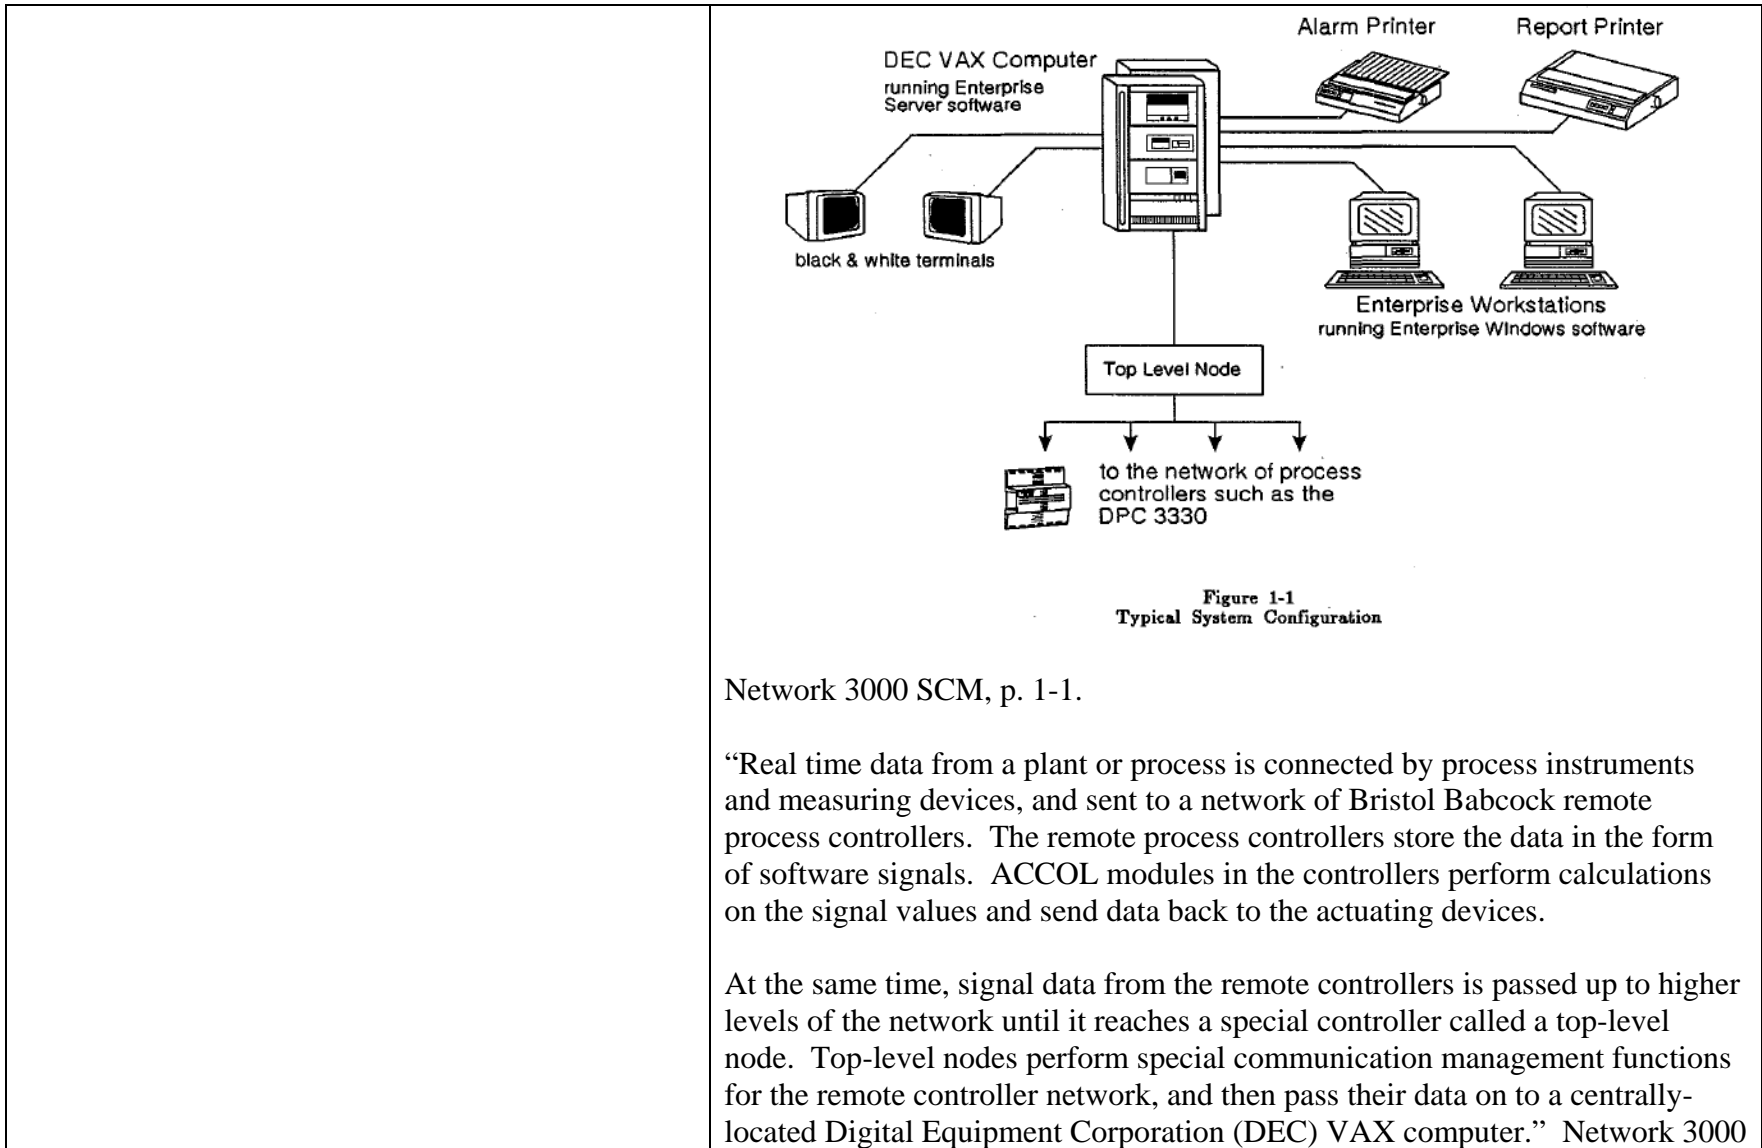 Alarm Printer
Report Printer
DEC VAX Computer
running Enterprise
Server software
black & white terminals
Enterprise Workstations
running Enterprise Windows software
Top Level Node
to the network of process
controllers such as the
DPC 3330
Figure 1-1
Typical System Configuration
Network 3000 SCM, p. 1-1.
“Real time data from a plant or process is connected by process instruments
and measuring devices, and sent to a network of Bristol Babcock remote
process controllers.  The remote process controllers store the data in the form
of software signals.  ACCOL modules in the controllers perform calculations
on the signal values and send data back to the actuating devices.
At the same time, signal data from the remote controllers is passed up to higher
levels of the network until it reaches a special controller called a top-level
node.  Top-level nodes perform special communication management functions
for the remote controller network, and then pass their data on to a centrally-
located Digital Equipment Corporation (DEC) VAX computer.”  Network 3000